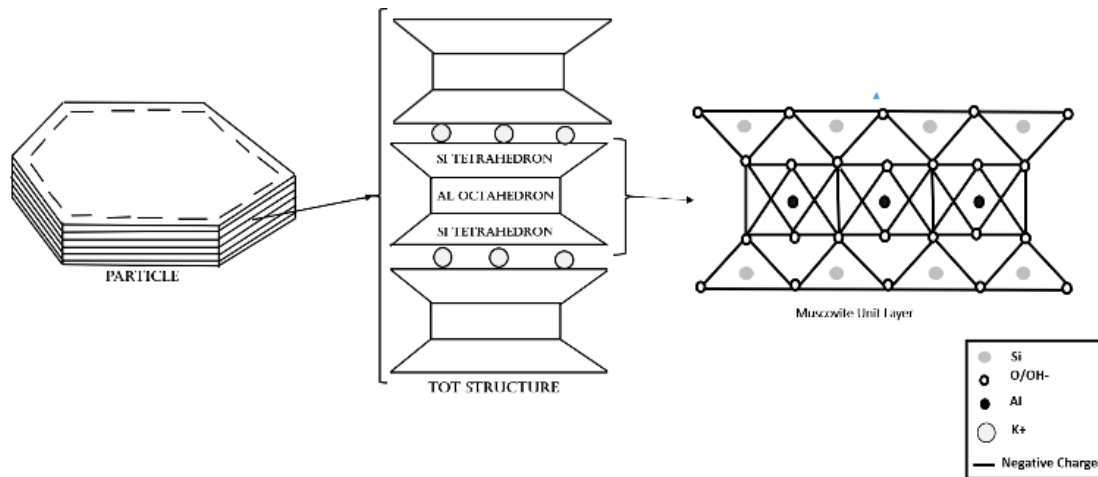 PARTICLE
SI TETRAHEDRON
AL OCTAHEDRON
SI TETRAHEDRON
TOT STRUCTURE
Muscovite Unit Layer
Si
O/OH-
Al
K+
Negative Charge